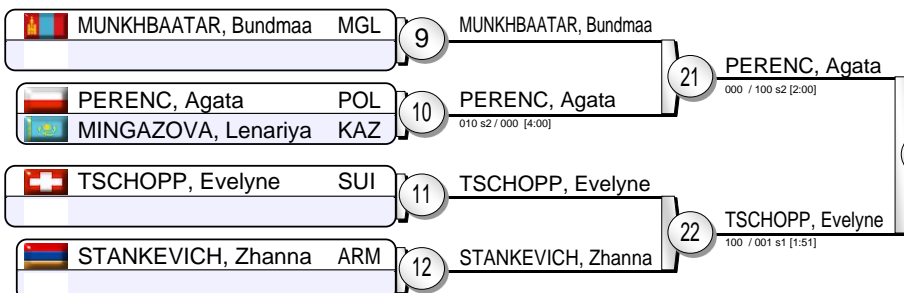 MUNKHBAATAR, Bundmaa MGL
9
MUNKHBAATAR, Bundmaa
21
PERENC, Agata
000 / 100 s2 [2:00]
PERENC, Agata POL
MINGAZOVA, Lenariya KAZ
10
PERENC, Agata
010 s2 / 000 [4:00]
TSCHOPP, Evelyne SUI
11
TSCHOPP, Evelyne
22
TSCHOPP, Evelyne
100 / 001 s1 [1:51]
STANKEVICH, Zhanna ARM
12
STANKEVICH, Zhanna